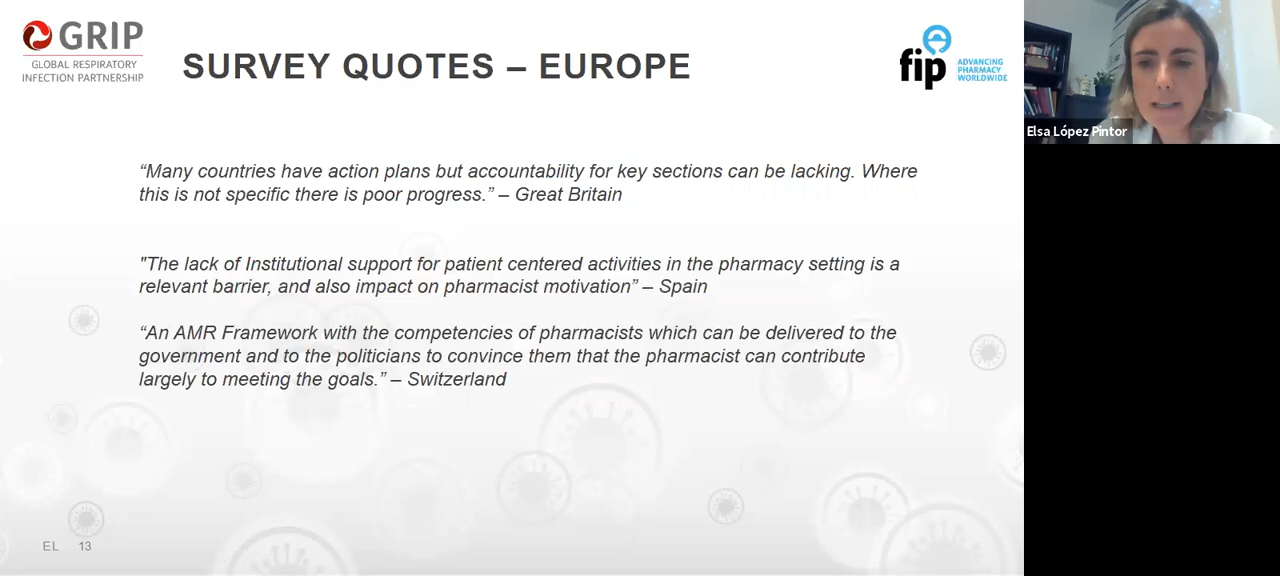 GRIP
GLOBAL RESPIRATORY
INFECTION PARTNERSHIP
SURVEY QUOTES – EUROPE
fip
ADVANCING
PHARMACY
WORLDWIDE
Elsa López Pintor
“Many countries have action plans but accountability for key sections can be lacking. Where
this is not specific there is poor progress.” – Great Britain
"The lack of Institutional support for patient centered activities in the pharmacy setting is a
relevant barrier, and also impact on pharmacist motivation” – Spain
“An AMR Framework with the competencies of pharmacists which can be delivered to the
government and to the politicians to convince them that the pharmacist can contribute
largely to meeting the goals.” – Switzerland
EL 13